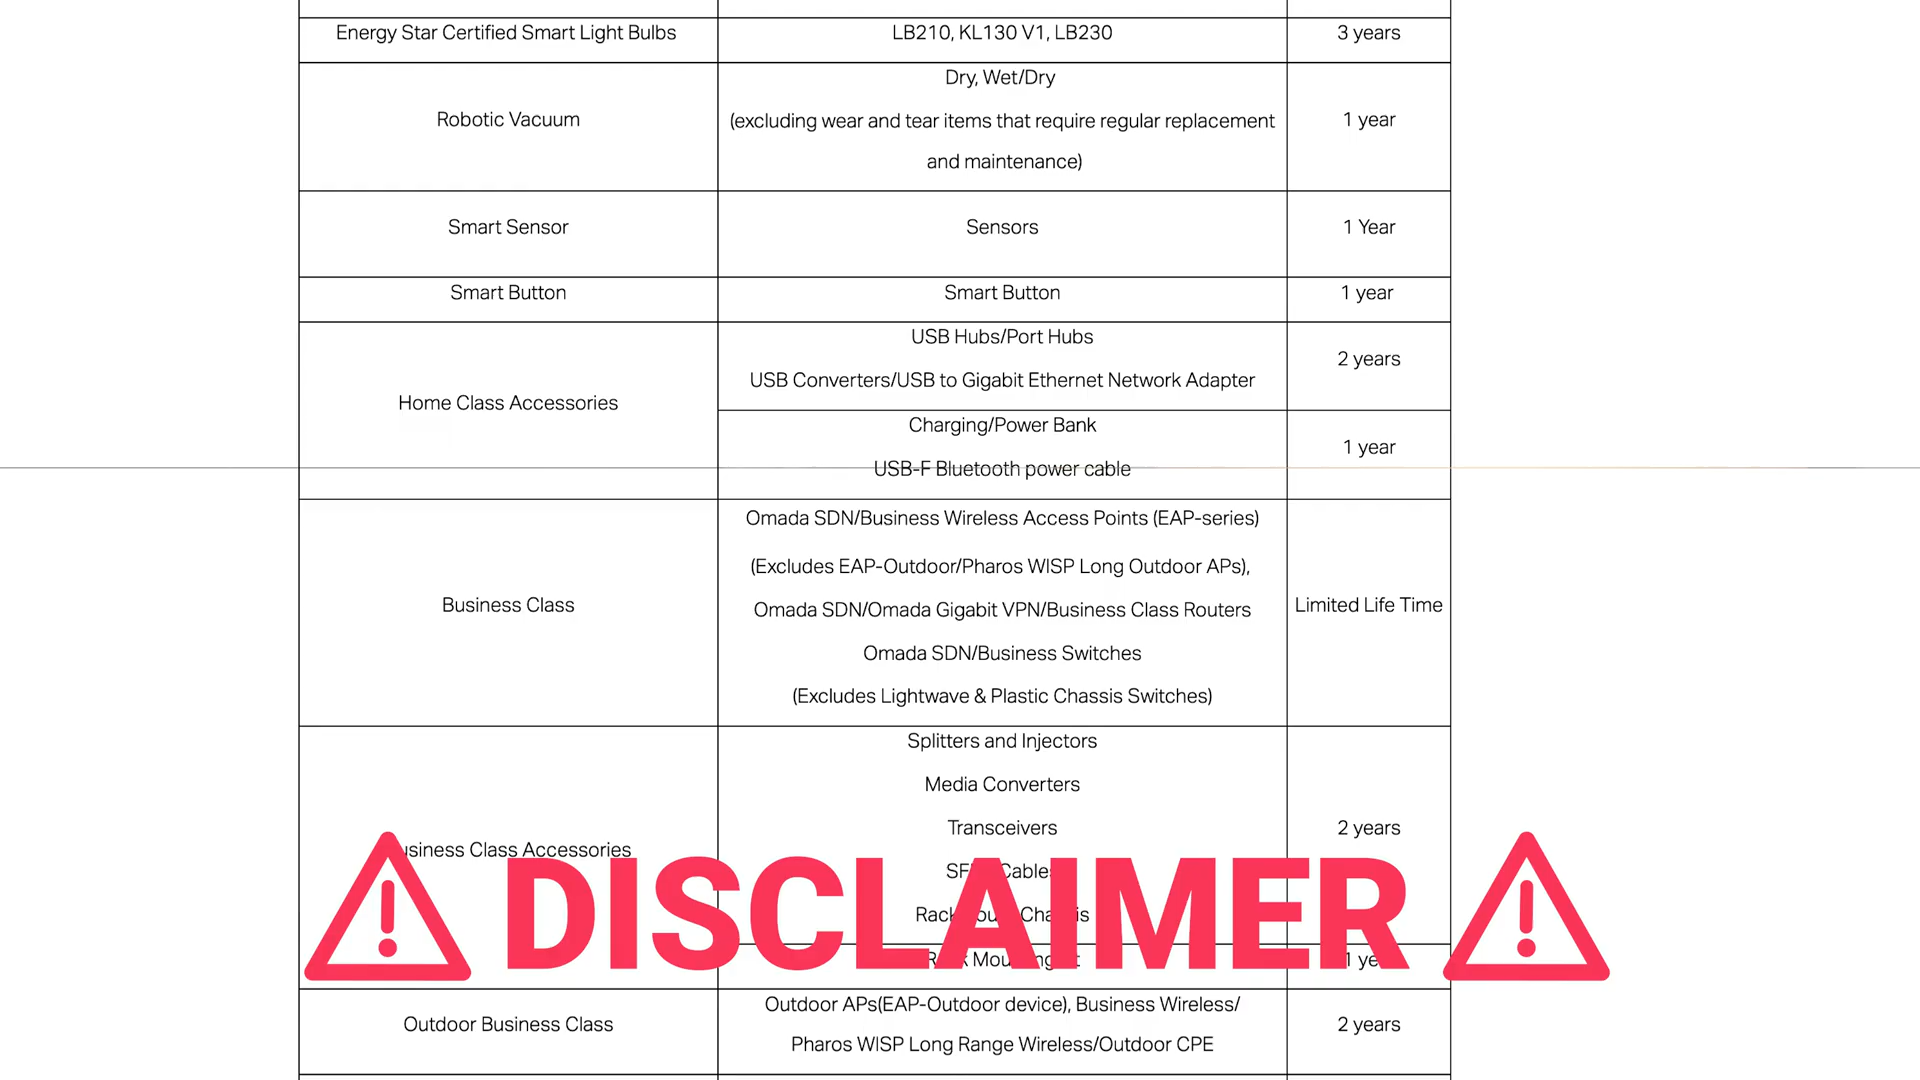 Energy Star Certified Smart Light Bulbs
LB210, KL130 V1, LB230
3 years
Robotic Vacuum
Dry, Wet/Dry
(excluding wear and tear items that require regular replacement
and maintenance)
1 year
Smart Sensor
Sensors
1 Year
Smart Button
Smart Button
1 year
Home Class Accessories
USB Hubs/Port Hubs
USB Converters/USB to Gigabit Ethernet Network Adapter
2 years
Charging/Power Bank
USB-F Bluetooth power cable
1 year
Business Class
Omada SDN/Business Wireless Access Points (EAP-series)
(Excludes EAP-Outdoor/Pharos WISP Long Outdoor APs),
Omada SDN/Omada Gigabit VPN/Business Class Routers
Omada SDN/Business Switches
(Excludes Lightwave & Plastic Chassis Switches)
Limited Life Time
Business Class Accessories
Splitters and Injectors
Media Converters
Transceivers
2 years
DISCLAIMER
Outdoor Business Class
Outdoor APs(EAP-Outdoor device), Business Wireless/
Pharos WISP Long Range Wireless/Outdoor CPE
2 years